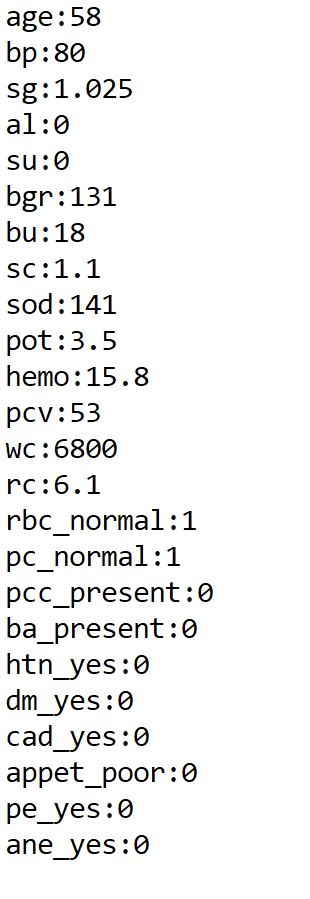 age:58
bp:80
sg:1.025
al:0
su:0
bgr:131
bu:18
sc:1.1
sod:141
pot:3.5
hemo:15.8
pcv:53
wc:6800
rc:6.1
rbc_normal:1
pc_normal:1
pcc_present:0
ba_present:0
htn_yes:0
dm_yes:0
cad_yes:0
appet_poor:0
pe_yes:0
ane_yes:0